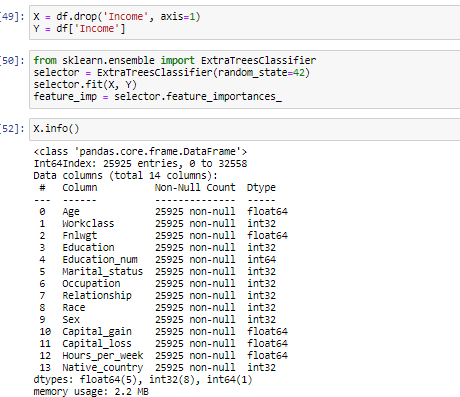 [49]: X = df.drop('Income', axis=1)
Y = df['Income']
[50]: from sklearn.ensemble import ExtraTreesClassifier
selector = ExtraTreesClassifier(random_state=42)
selector.fit(X, Y)
feature_imp = selector.feature_importances_
[52]: X.info()
<class 'pandas.core.frame.DataFrame'>
Int64Index: 25925 entries, 0 to 32558
Data columns (total 14 columns):
 #   Column          Non-Null Count  Dtype
---  ------          --------------  -----
 0   Age             25925 non-null  float64
 1   Workclass       25925 non-null  int32
 2   Fnlwgt          25925 non-null  float64
 3   Education       25925 non-null  int32
 4   Education_num   25925 non-null  int64
 5   Marital_status  25925 non-null  int32
 6   Occupation      25925 non-null  int32
 7   Relationship    25925 non-null  int32
 8   Race            25925 non-null  int32
 9   Sex             25925 non-null  int32
 10  Capital_gain    25925 non-null  float64
 11  Capital_loss    25925 non-null  float64
 12  Hours_per_week  25925 non-null  float64
 13  Native_country  25925 non-null  int32
dtypes: float64(5), int32(8), int64(1)
memory usage: 2.2 MB